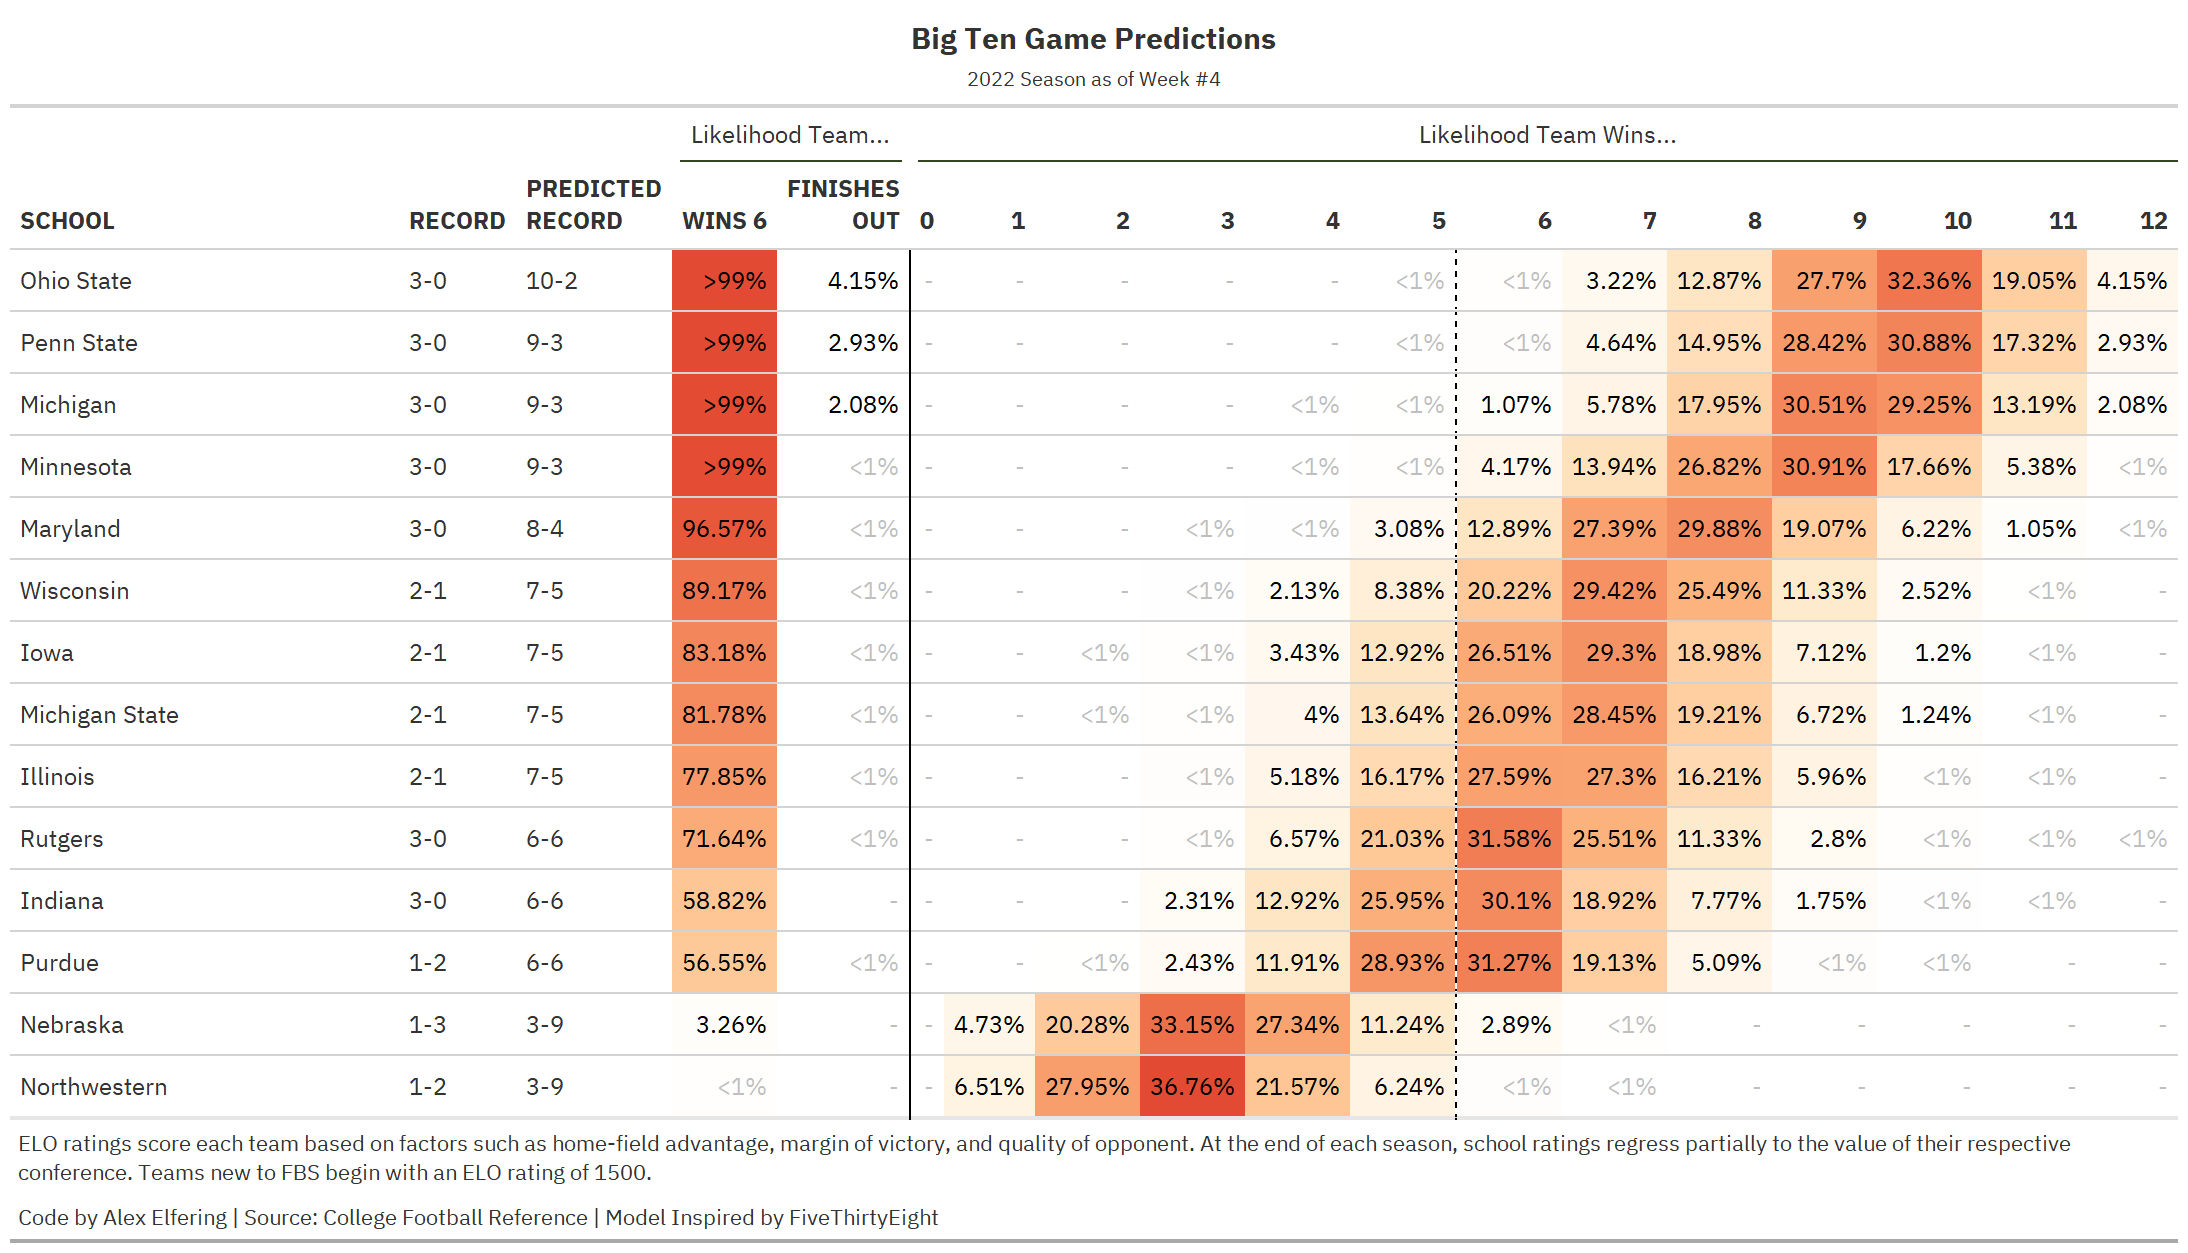 Big Ten Game Predictions
2022 Season as of Week #4
Likelihood Team... Likelihood Team Wins...
SCHOOL RECORD PREDICTED RECORD WINS 6 FINISHES OUT 0 1 2 3 4 5 6 7 8 9 10 11 12
Ohio State 3-0 10-2 >99% 4.15% - - - - - <1% <1% 3.22% 12.87% 27.7% 32.36% 19.05% 4.15%
Penn State 3-0 9-3 >99% 2.93% - - - - - <1% <1% 4.64% 14.95% 28.42% 30.88% 17.32% 2.93%
Michigan 3-0 9-3 >99% 2.08% - - - - <1% <1% 1.07% 5.78% 17.95% 30.51% 29.25% 13.19% 2.08%
Minnesota 3-0 9-3 >99% <1% - - - - <1% <1% 4.17% 13.94% 26.82% 30.91% 17.66% 5.38% <1%
Maryland 3-0 8-4 96.57% <1% - - - <1% <1% 3.08% 12.89% 27.39% 29.88% 19.07% 6.22% 1.05% <1%
Wisconsin 2-1 7-5 89.17% <1% - - - <1% 2.13% 8.38% 20.22% 29.42% 25.49% 11.33% 2.52% <1% -
Iowa 2-1 7-5 83.18% <1% - - <1% <1% 3.43% 12.92% 26.51% 29.3% 18.98% 7.12% 1.2% <1% -
Michigan State 2-1 7-5 81.78% <1% - - <1% <1% 4% 13.64% 26.09% 28.45% 19.21% 6.72% 1.24% <1% -
Illinois 2-1 7-5 77.85% <1% - - - <1% 5.18% 16.17% 27.59% 27.3% 16.21% 5.96% <1% <1% -
Rutgers 3-0 6-6 71.64% <1% - - - <1% 6.57% 21.03% 31.58% 25.51% 11.33% 2.8% <1% <1% <1%
Indiana 3-0 6-6 58.82% - - - - 2.31% 12.92% 25.95% 30.1% 18.92% 7.77% 1.75% <1% <1% -
Purdue 1-2 6-6 56.55% <1% - - <1% 2.43% 11.91% 28.93% 31.27% 19.13% 5.09% <1% <1% - -
Nebraska 1-3 3-9 3.26% - - 4.73% 20.28% 33.15% 27.34% 11.24% 2.89% <1% - - - - -
Northwestern 1-2 3-9 <1% - - 6.51% 27.95% 36.76% 21.57% 6.24% <1% <1% - - - - -
ELO ratings score each team based on factors such as home-field advantage, margin of victory, and quality of opponent. At the end of each season, school ratings regress partially to the value of their respective
conference. Teams new to FBS begin with an ELO rating of 1500.
Code by Alex Elfering | Source: College Football Reference | Model Inspired by FiveThirtyEight